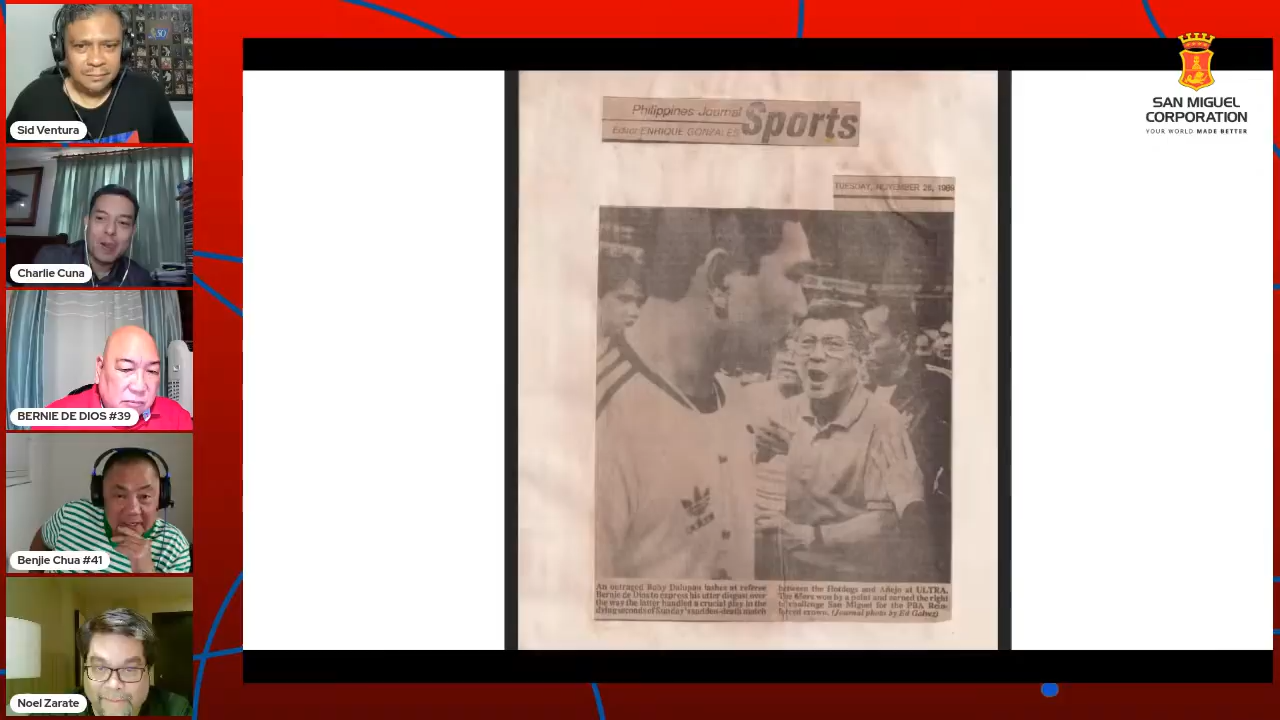 Sid Ventura
Charlie Cuna
BERNIE DE DIOS #39
Benjie Chua #41
Noel Zarate
SAN MIGUEL
CORPORATION
YOUR WORLD MADE BETTER
Philippines Journal Sports
Editor: ENRIQUE GONZALES
TUESDAY, NOVEMBER 28, 1989
An outraged Baby Dalupan lashes at referee
Bernie de Dios to express his utter disgust over
the way the latter handled a crucial play in the
dying seconds of Sunday's sudden-death match
between the Hotdogs and Añejo at ULTRA.
The 65ers won by a point and earned the right
to challenge San Miguel for the PBA Rein-
forced crown. (Journal photo by Ed Galvez)
adidas